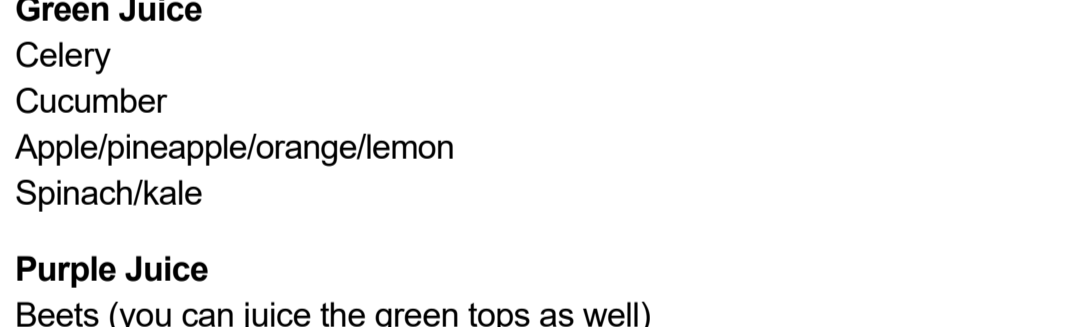 Green Juice
Celery
Cucumber
Apple/pineapple/orange/lemon
Spinach/kale
Purple Juice
Beets (you can juice the green tops as well)